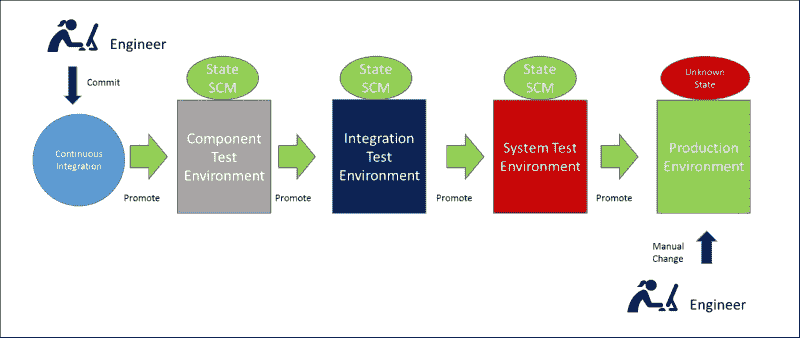 Engineer
Commit
Continuous
Integration
Promote
State
SCM
Component
Test
Environment
Promote
State
SCM
Integration
Test
Environment
Promote
State
SCM
System Test
Environment
Promote
Unknown
State
Production
Environment
Manual
Change
Engineer